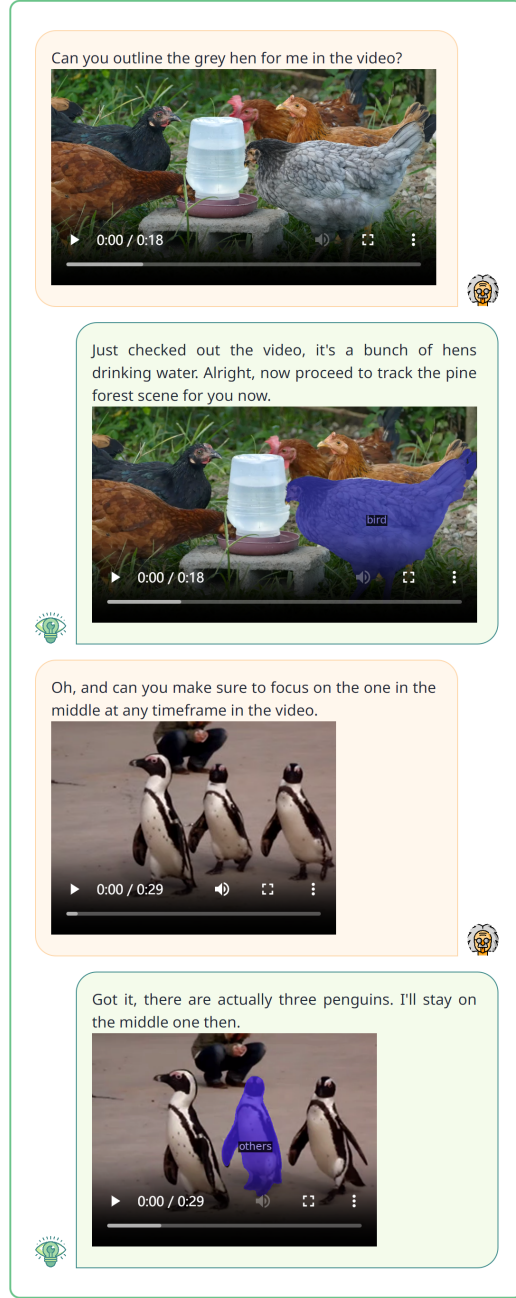 Can you outline the grey hen for me in the video?
0:00 / 0:18
Just checked out the video, it's a bunch of hens
drinking water. Alright, now proceed to track the pine
forest scene for you now.
bird
0:00 / 0:18
Oh, and can you make sure to focus on the one in the
middle at any timeframe in the video.
0:00 / 0:29
Got it, there are actually three penguins. I'll stay on
the middle one then.
others
0:00 / 0:29